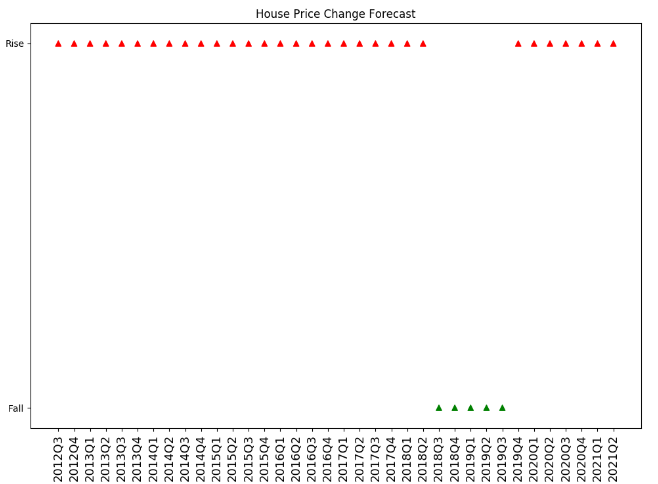 House Price Change Forecast
Rise
Fall
2012Q3
2012Q4
2013Q1
2013Q2
2013Q3
2013Q4
2014Q1
2014Q2
2014Q3
2014Q4
2015Q1
2015Q2
2015Q3
2015Q4
2016Q1
2016Q2
2016Q3
2016Q4
2017Q1
2017Q2
2017Q3
2017Q4
2018Q1
2018Q2
2018Q3
2018Q4
2019Q1
2019Q2
2019Q3
2019Q4
2020Q1
2020Q2
2020Q3
2020Q4
2021Q1
2021Q2